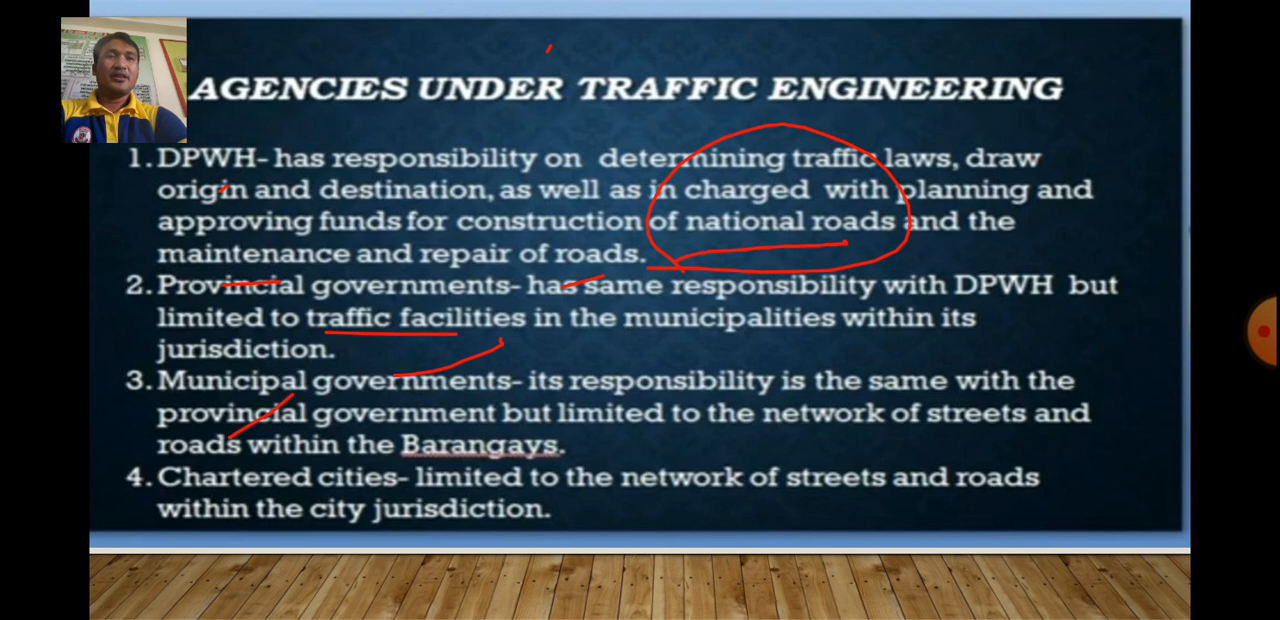 AGENCIES UNDER TRAFFIC ENGINEERING
1. DPWH- has responsibility on determining traffic laws, draw
origin and destination, as well as in charged with planning and
approving funds for construction of national roads and the
maintenance and repair of roads.
2. Provincial governments- has same responsibility with DPWH but
limited to traffic facilities in the municipalities within its
jurisdiction.
3. Municipal governments- its responsibility is the same with the
provincial government but limited to the network of streets and
roads within the Barangays.
4. Chartered cities- limited to the network of streets and roads
within the city jurisdiction.